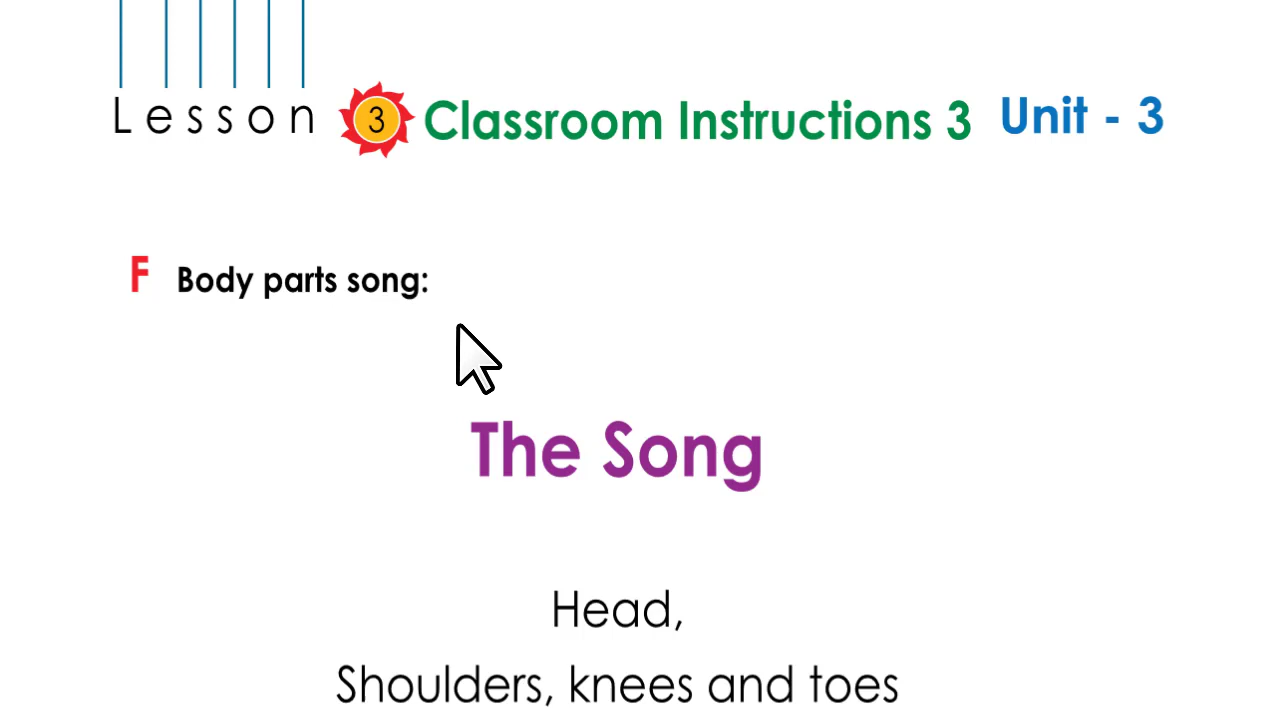 Lesson 3 Classroom Instructions 3 Unit - 3
F Body parts song:
The Song
Head,
Shoulders, knees and toes